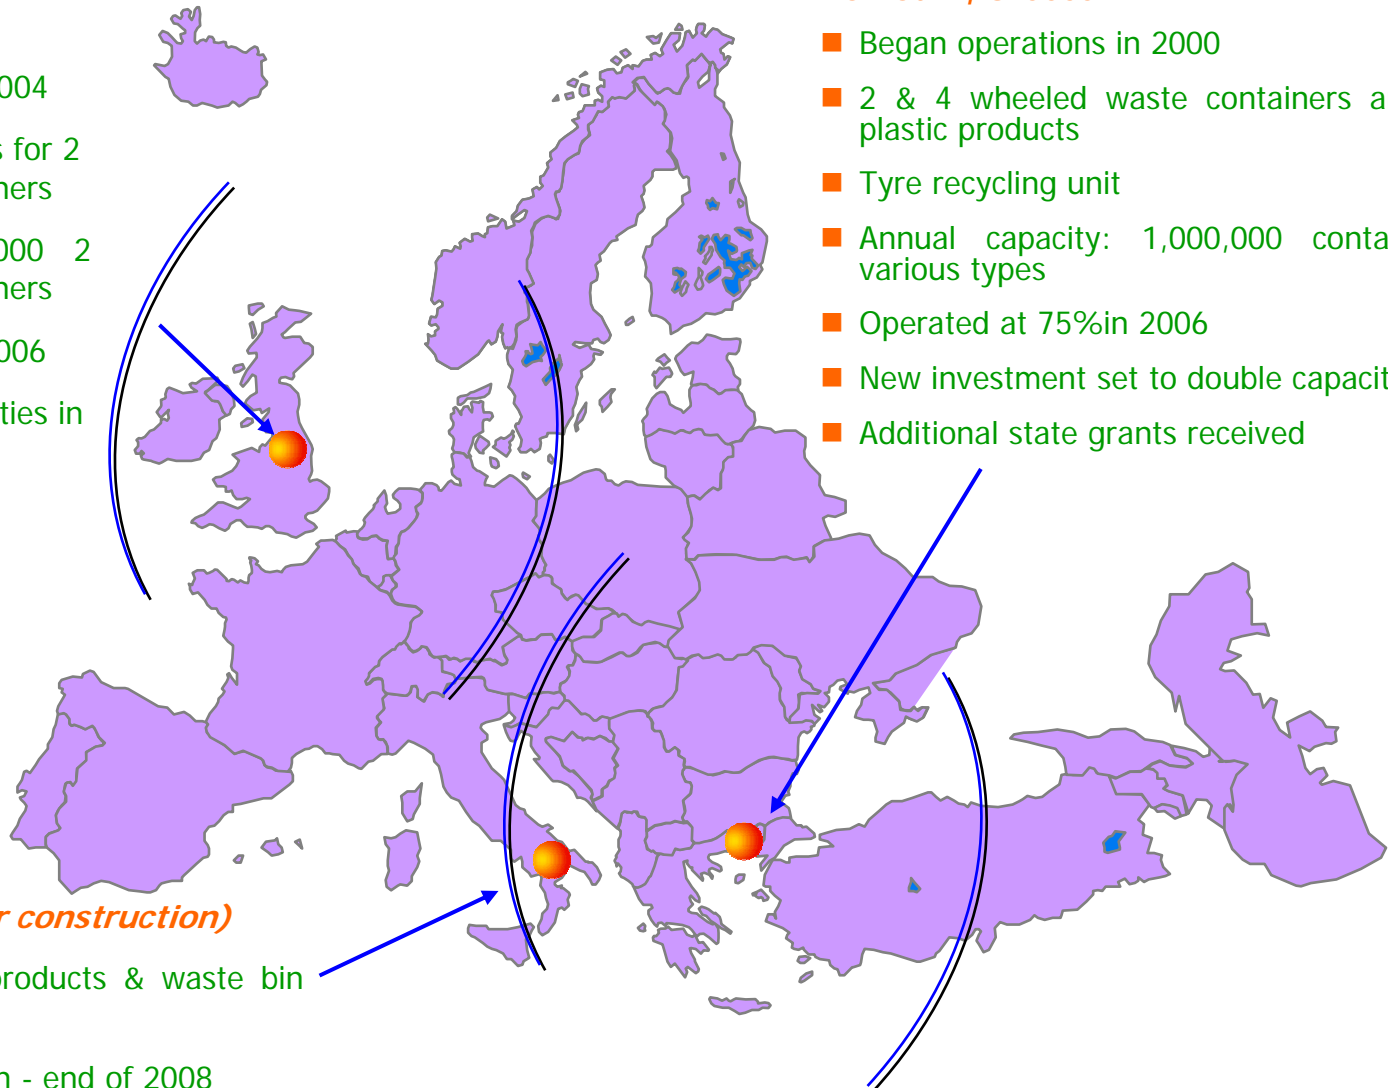 004
s for 2
ners
000 2
ners
006
ties in
Began operations in 2000
2 & 4 wheeled waste containers a
plastic products
Tyre recycling unit
Annual capacity: 1,000,000 conta
various types
Operated at 75%in 2006
New investment set to double capacit
Additional state grants received
r construction)
products & waste bin
n - end of 2008